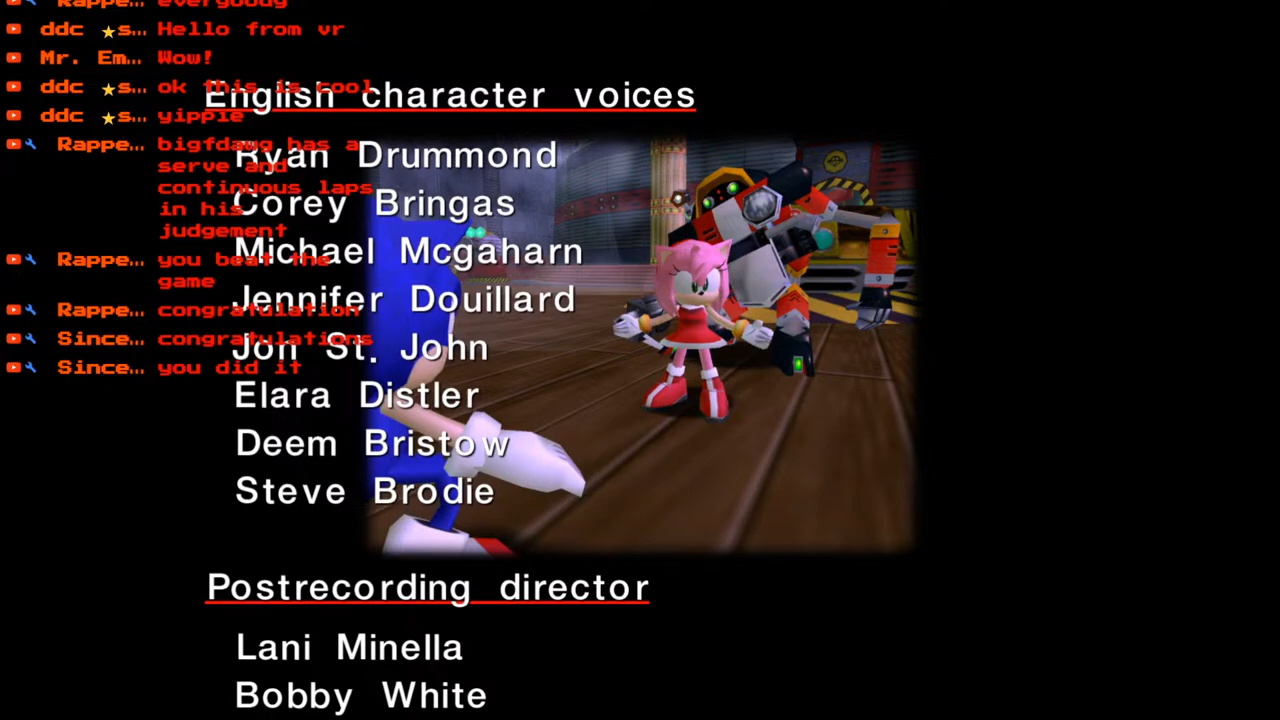 Rappe... everyboug
ddc ⭐s... Hello from vr
Mr. Em... Wow!
ddc ⭐s... ok this is cool
ddc ⭐s... yipple
Rappe... bigfdawg has a
serve and
continuous laps
in his
judgement
Rappe... you beat the
game
Rappe... congratulation
Since... congratulations
Since... you did it
English character voices
Ryan Drummond
Corey Bringas
Michael Mcgaharn
Jennifer Douillard
Jon St. John
Elara Distler
Deem Bristow
Steve Brodie
Postrecording director
Lani Minella
Bobby White